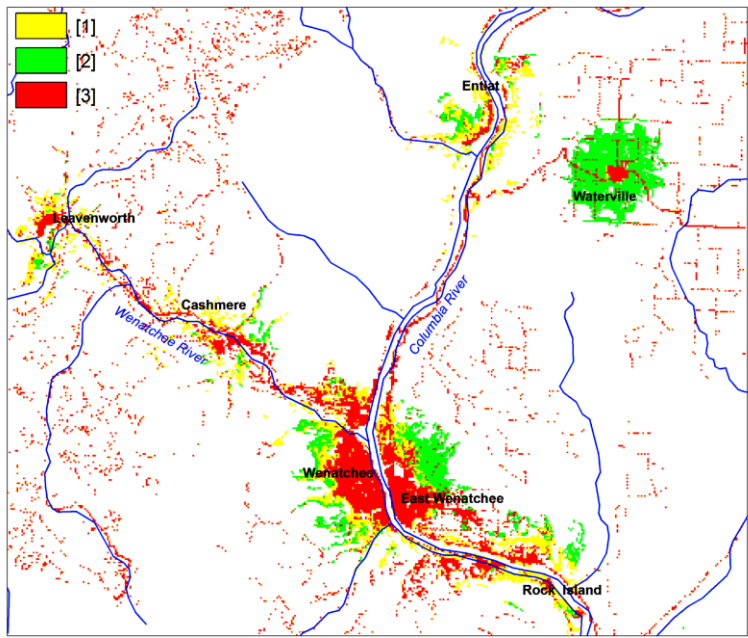 [1]
[2]
[3]
Entiat
Waterville
Leavenworth
Cashmere
Wenatchee River
Columbia River
Wenatchee
East Wenatchee
Rock Island